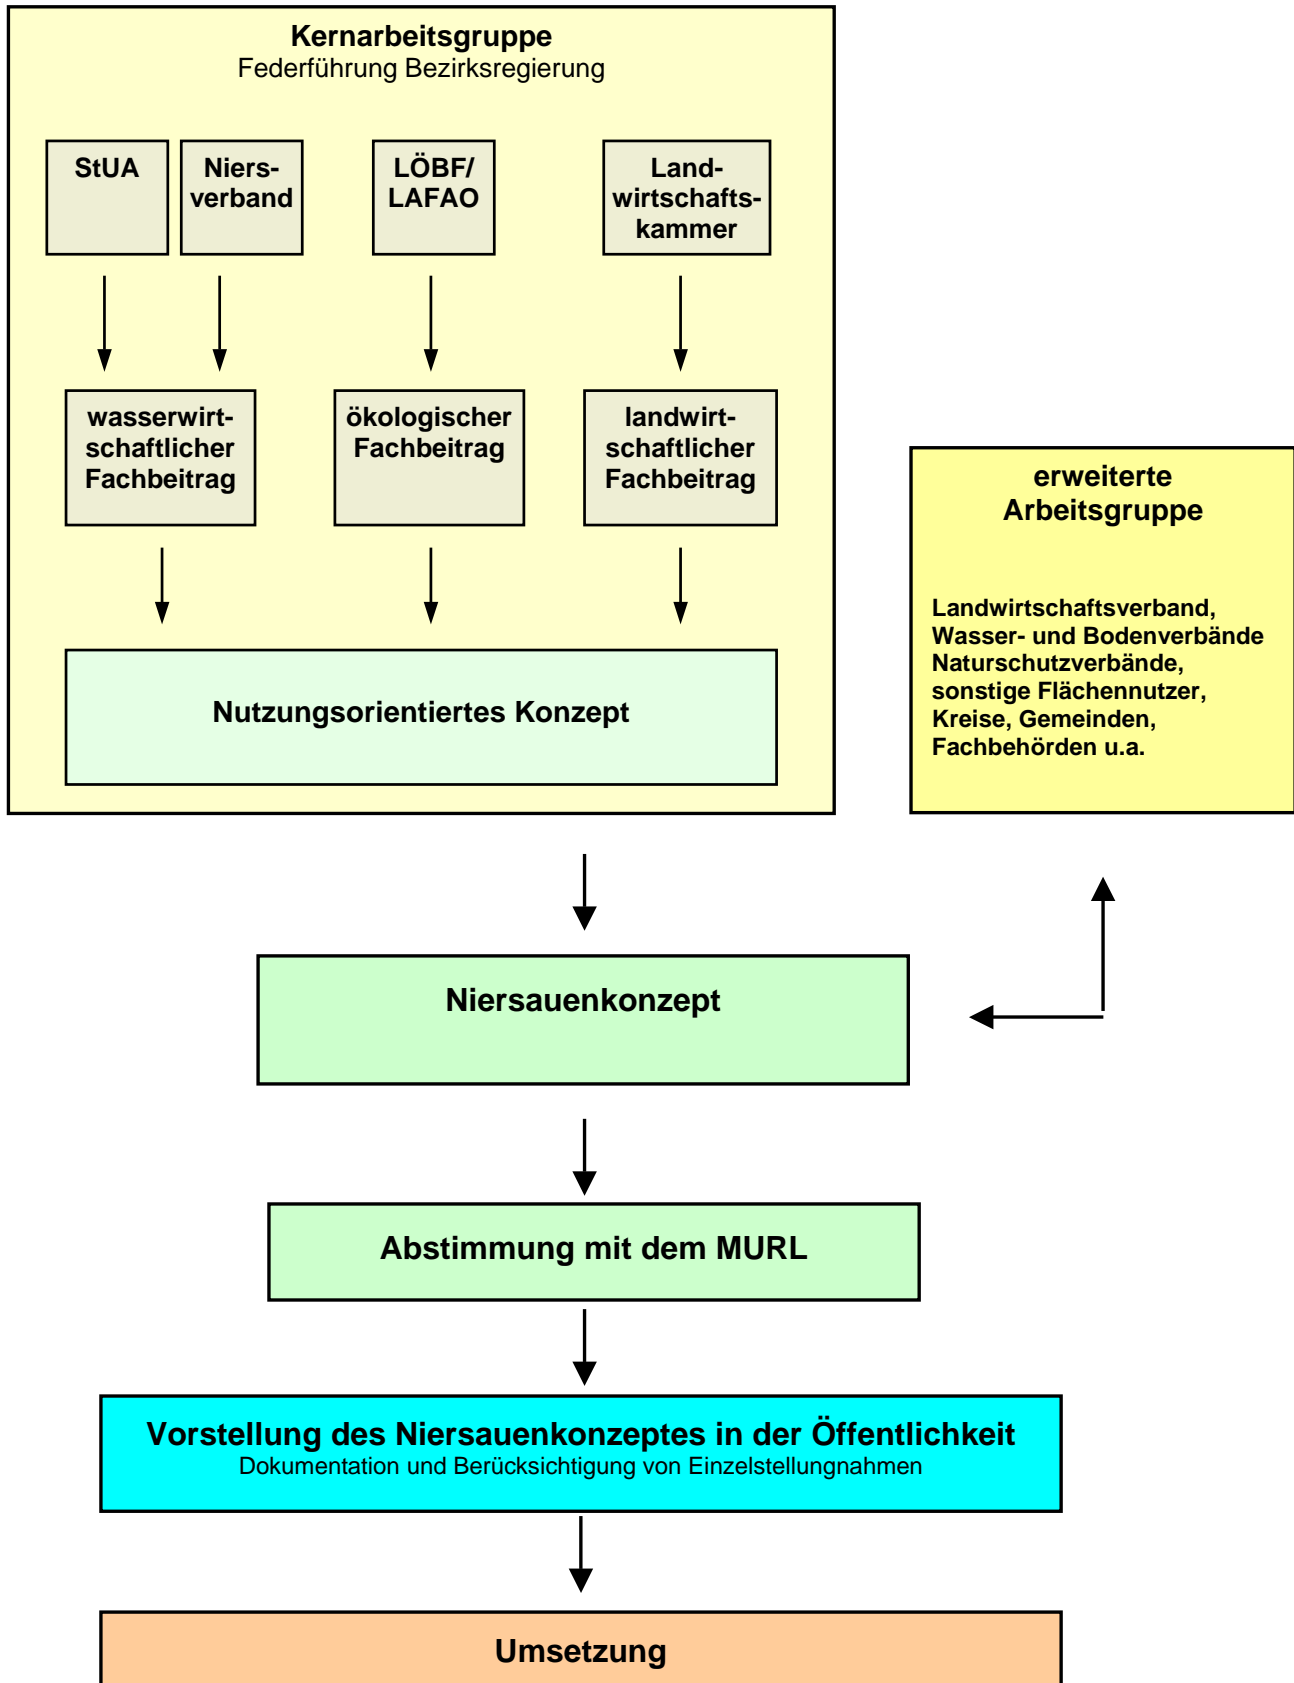 Kernarbeitsgruppe
Federführung Bezirksregierung
StUA
Niers-
verband
LÖBF/
LAFAO
Land-
wirtschafts-
kammer
wasserwirt-
schaftlicher
Fachbeitrag
ökologischer
Fachbeitrag
landwirt-
schaftlicher
Fachbeitrag
Nutzungsorientiertes Konzept
erweiterte
Arbeitsgruppe
Landwirtschaftsverband,
Wasser- und Bodenverbände
Naturschutzverbände,
sonstige Flächennutzer,
Kreise, Gemeinden,
Fachbehörden u.a.
Niersauenkonzept
Abstimmung mit dem MURL
Vorstellung des Niersauenkonzeptes in der Öffentlichkeit
Dokumentation und Berücksichtigung von Einzelstellungnahmen
Umsetzung